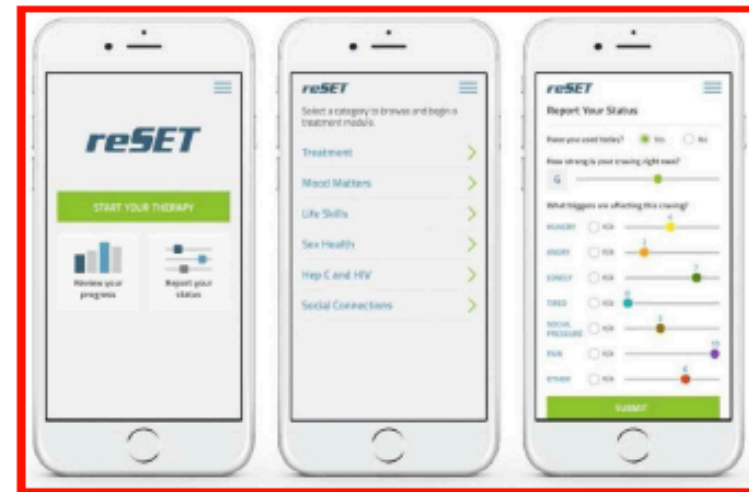 reSET
START YOUR THERAPY
Review your
progress
Report your
status
reSET
Select a category to browse and begin a
treatment module.
Treatment
Mood Matters
Life Skills
Sex Health
Hep C and HIV
Social Connections
reSET
Report Your Status
Have you used today? Yes No
How strong is your craving right now?
6
What triggers are affecting this craving?
HUNGRY
ANGRY
LONELY
TIRED
SOCIAL
PRESSURE
PAIN
10
OTHER
6
SUBMIT